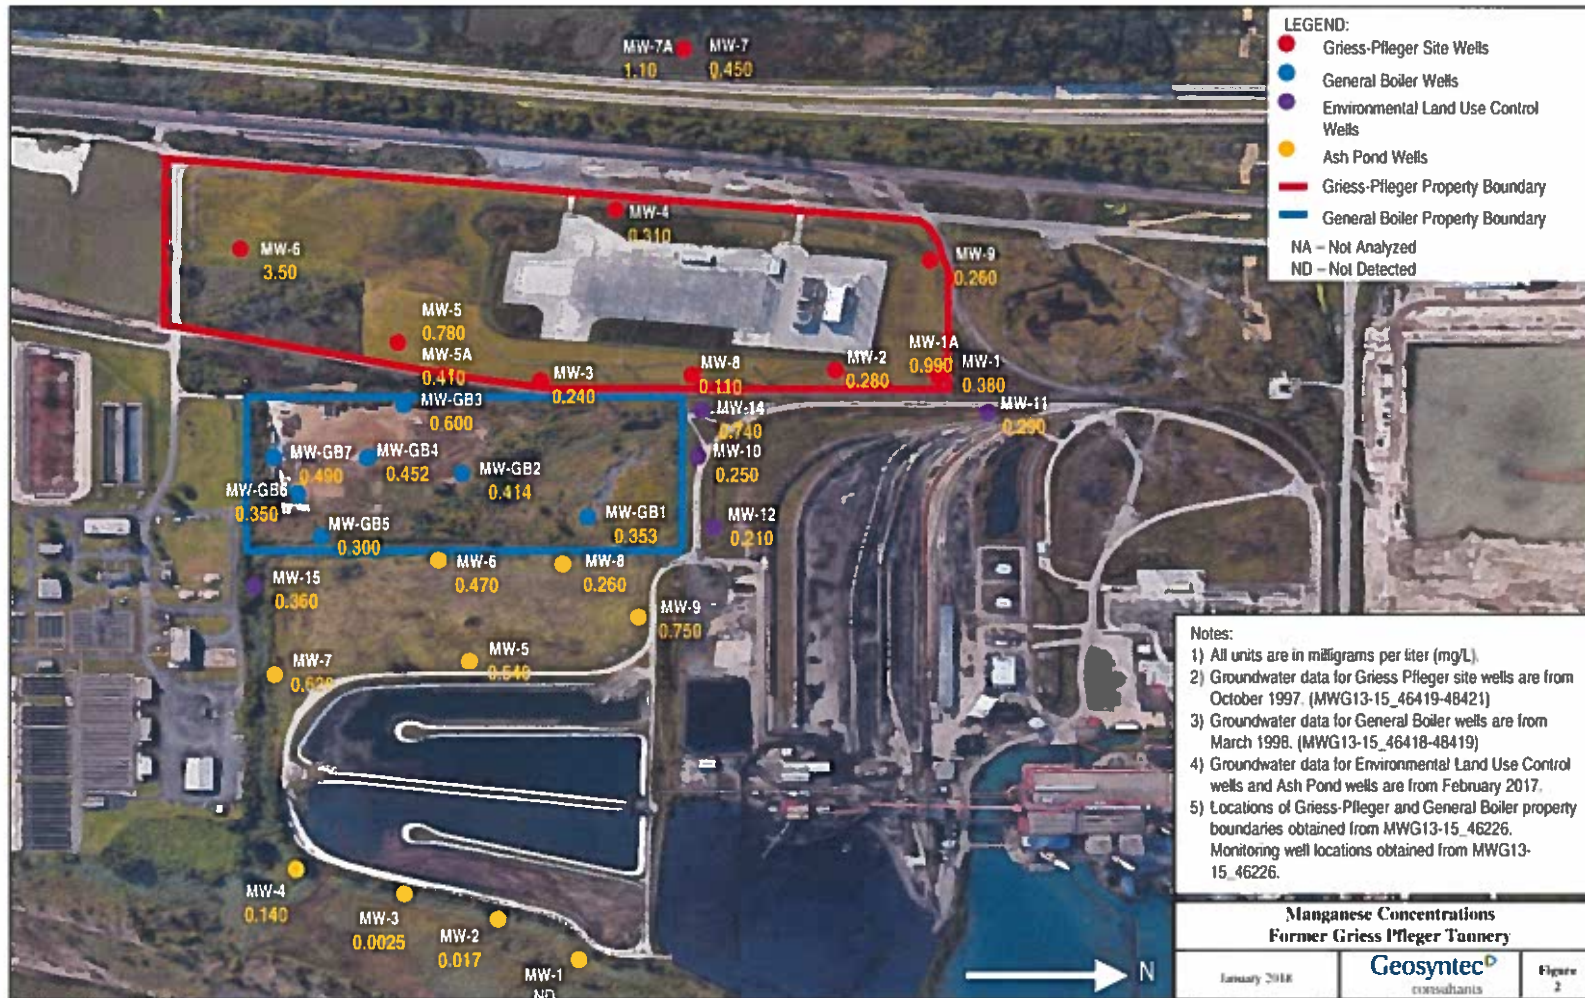 MW-7A
1.10
MW-7
0.450
LEGEND:
Griess-Pfleger Site Wells
General Boiler Wells
Environmental Land Use Control
Wells
Ash Pond Wells
Griess-Pfleger Property Boundary
General Boiler Property Boundary
NA – Not Analyzed
ND – Not Detected
MW-4
0.310
MW-6
3.50
MW-9
0.260
MW-5
0.780
MW-5A
0.410
MW-3
0.240
MW-8
0.110
MW-2
0.280
MW-1A
0.990
MW-1
0.380
MW-GB3
0.600
MW-14
0.740
MW-11
0.290
MW-GB7
0.490
MW-GB4
0.452
MW-GB2
0.414
MW-10
0.250
MW-GB6
0.350
MW-GB5
0.300
MW-GB1
0.353
MW-12
0.210
MW-15
0.360
MW-6
0.470
MW-8
0.260
MW-9
0.750
MW-7
MW-5
0.540
MW-4
0.140
MW-3
0.0025
MW-2
0.017
MW-1
ND
N
Notes:
1) All units are in milligrams per liter (mg/L).
2) Groundwater data for Griess Pfleger site wells are from
October 1997. (MWG13-15_46419-48421)
3) Groundwater data for General Boiler wells are from
March 1998. (MWG13-15_46418-48419)
4) Groundwater data for Environmental Land Use Control
wells and Ash Pond wells are from February 2017.
5) Locations of Griess-Pfleger and General Boiler property
boundaries obtained from MWG13-15_46226.
Monitoring well locations obtained from MWG13-
15_46226.
Manganese Concentrations
Former Griess Pfleger Tannery
January 2018
Geosyntec
consultants
Figure
2